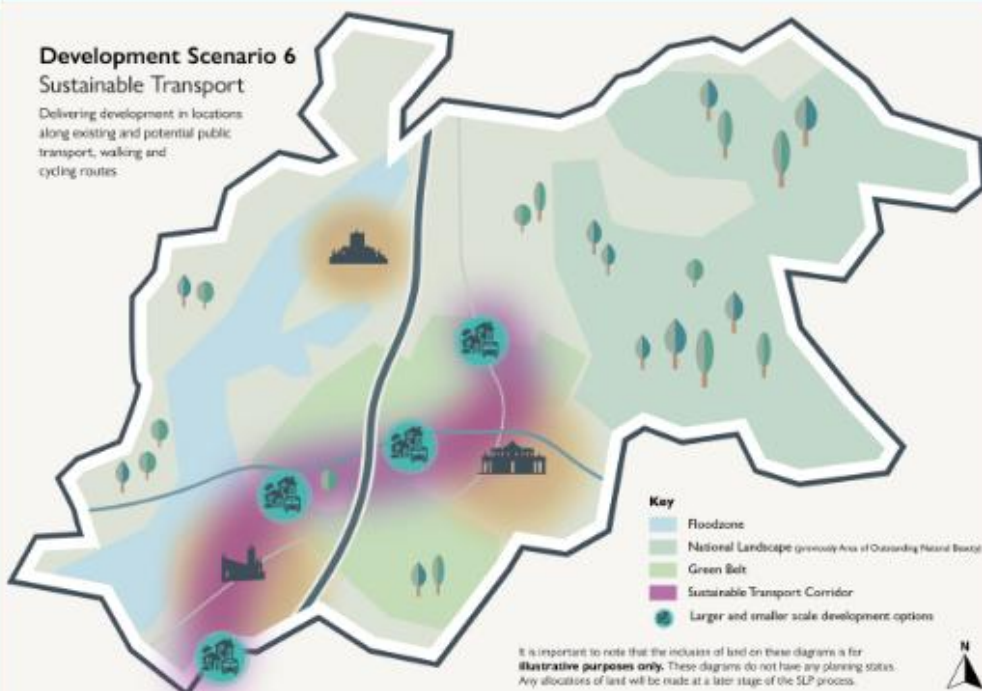 Development Scenario 6
Sustainable Transport
Delivering development in locations
along existing and potential public
transport, walking and
cycling routes
Key
Floodzone
National Landscape (previously Area of Outstanding Natural Beauty)
Green Belt
Sustainable Transport Corridor
Larger and smaller scale development options
It is important to note that the inclusion of land on these diagrams is for
illustrative purposes only. These diagrams do not have any planning status.
Any allocations of land will be made at a later stage of the SLP process.
N